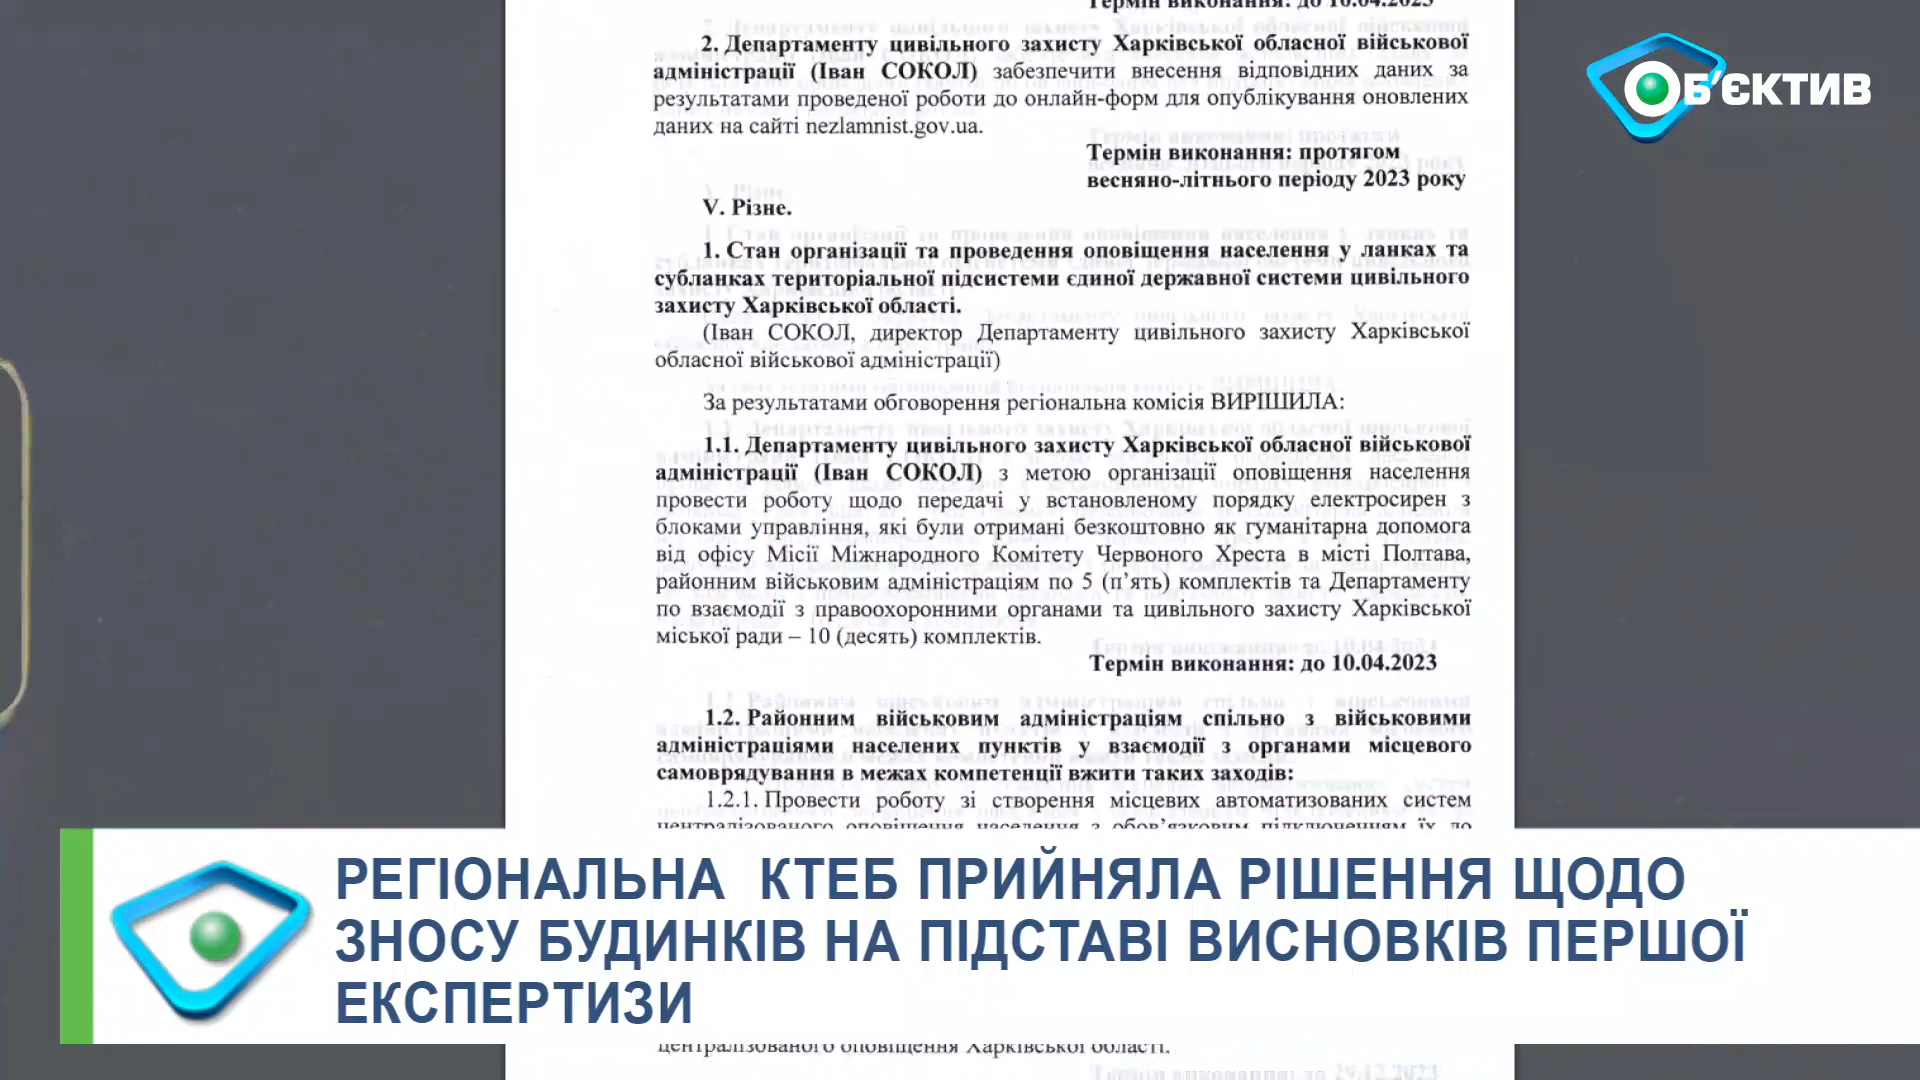 Термін виконання: до 10.04.2023
2. Департаменту цивільного захисту Харківської обласної військової
адміністрації (Іван СОКОЛ) забезпечити внесення відповідних даних за
результатами проведеної роботи до онлайн-форм для опублікування оновлених
даних на сайті nezlamnist.gov.ua.
Термін виконання: протягом
весняно-літнього періоду 2023 року
V. Різне.
1. Стан організації та проведення оповіщення населення у ланках та
субланках територіальної підсистеми єдиної державної системи цивільного
захисту Харківської області.
(Іван СОКОЛ, директор Департаменту цивільного захисту Харківської
обласної військової адміністрації)
За результатами обговорення регіональна комісія ВИРІШИЛА:
1.1. Департаменту цивільного захисту Харківської обласної військової
адміністрації (Іван СОКОЛ) з метою організації оповіщення населення
провести роботу щодо передачі у встановленому порядку електросирен з
блоками управління, які були отримані безкоштовно як гуманітарна допомога
від офісу Місії Міжнародного Комітету Червоного Хреста в місті Полтава,
районним військовим адміністраціям по 5 (п’ять) комплектів та Департаменту
по взаємодії з правоохоронними органами та цивільного захисту Харківської
міської ради – 10 (десять) комплектів.
Термін виконання: до 10.04.2023
1.2. Районним військовим адміністраціям спільно з військовими
адміністраціями населених пунктів у взаємодії з органами місцевого
самоврядування в межах компетенції вжити таких заходів:
1.2.1. Провести роботу зі створення місцевих автоматизованих систем
централізованого оповіщення населення з обов’язковим підключенням їх до
ОБ’ЄКТИВ
РЕГІОНАЛЬНА КТЕБ ПРИЙНЯЛА РІШЕННЯ ЩОДО
ЗНОСУ БУДИНКІВ НА ПІДСТАВІ ВИСНОВКІВ ПЕРШОЇ
ЕКСПЕРТИЗИ
централізованого оповіщення Харківської області.